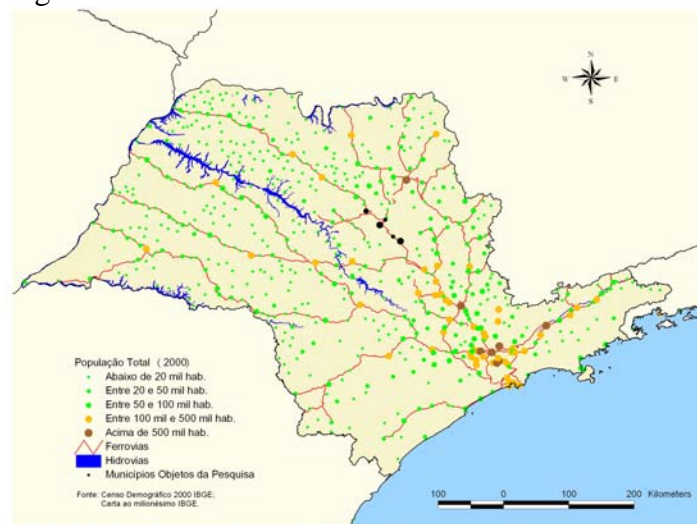 N
W E
S
População Total ( 2000)
Abaixo de 20 mil hab.
Entre 20 e 50 mil hab.
Entre 50 e 100 mil hab.
Entre 100 mil e 500 mil hab.
Acima de 500 mil hab.
Ferrovias
Hidrovias
Municípios Objetos da Pesquisa
Fonte: Censo Demográfico 2000 IBGE;
Carta ao milionésimo IBGE.
100 0 100 200 Kilometers